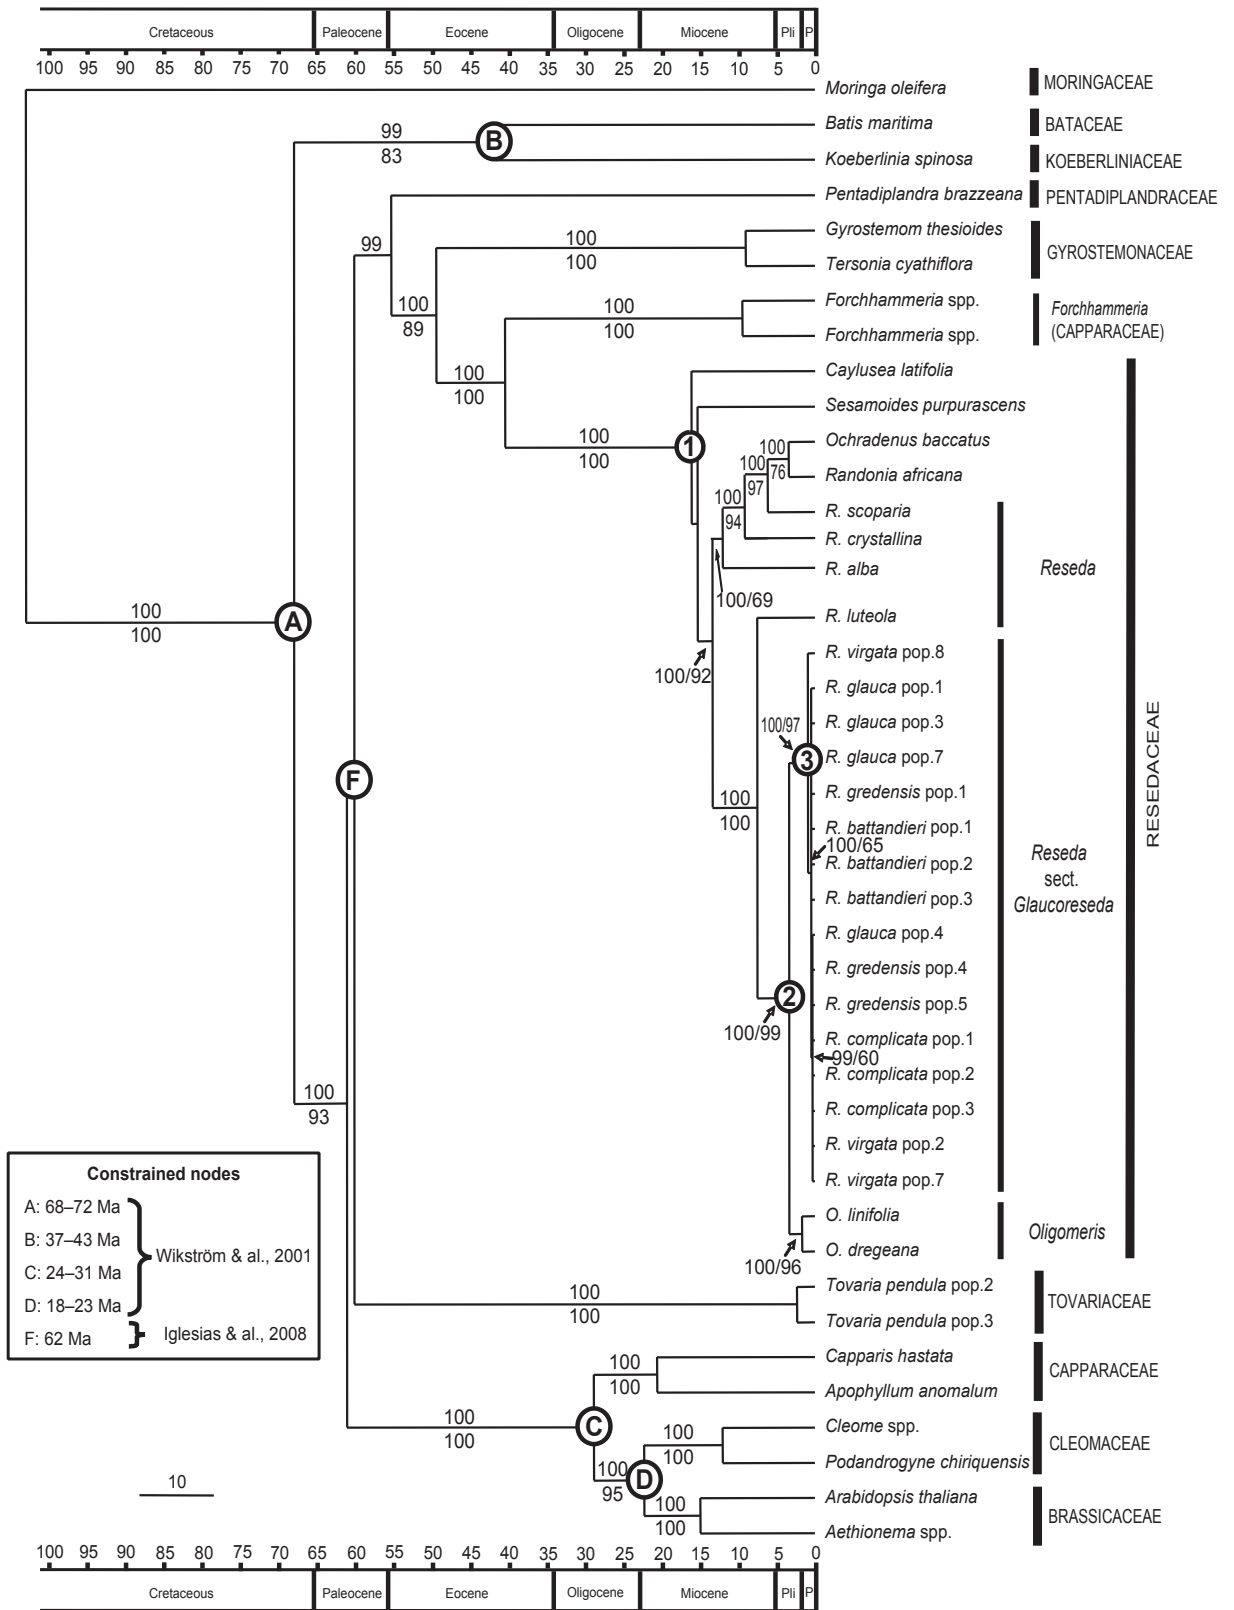 Cretaceous Paleocene Eocene Oligocene Miocene Pli P
100 95 90 85 80 75 70 65 60 55 50 45 40 35 30 25 20 15 10 5 0
Moringa oleifera MORINGACEAE
Batis maritima BATACEAE
99
B
83
Koeberlinia spinosa KOEBERLINIACEAE
Pentadiplandra brazzeana PENTADIPLANDRACEAE
Gyrostemom thesioides
99 100
GYROSTEMONACEAE
100
Tersonia cyathiflora
Forchhammeria spp.
100 100
Forchhammeria
(CAPPARACEAE)
89 100
Forchhammeria spp.
Caylusea latifolia
100
100
Sesamoides purpurascens
100
1
100
Ochradenus baccatus
100
76
Randonia africana
100
97
R. scoparia
100
94
R. crystallina
R. alba
Reseda
100/69
100
A
100
R. luteola
R. virgata pop.8
100/92
R. glauca pop.1
RESEDACEAE
R. glauca pop.3
100/97
R. glauca pop.7
3
F
R. gredensis pop.1
100
100
R. battandieri pop.1
100/65
Reseda
sect.
Glaucoreseda
R. battandieri pop.2
R. battandieri pop.3
R. glauca pop.4
R. gredensis pop.4
2
R. gredensis pop.5
100/99
R. complicata pop.1
99/60
R. complicata pop.2
100
93
R. complicata pop.3
R. virgata pop.2
R. virgata pop.7
O. linifolia
Oligomeris
O. dregeana
100/96
Constrained nodes
A: 68–72 Ma
B: 37–43 Ma
C: 24–31 Ma
D: 18–23 Ma
Wikström & al., 2001
F: 62 Ma
Iglesias & al., 2008
Tovaria pendula pop.2
100
100
TOVARIACEAE
Tovaria pendula pop.3
Capparis hastata
100
100
CAPPARACEAE
Apophyllum anomalum
100
C
100
Cleome spp.
100
100
CLEOMACEAE
Podandrogyne chiriquensis
100
D
95
10
Arabidopsis thaliana
100
100
BRASSICACEAE
Aethionema spp.
100 95 90 85 80 75 70 65 60 55 50 45 40 35 30 25 20 15 10 5 0
Cretaceous Paleocene Eocene Oligocene Miocene Pli P